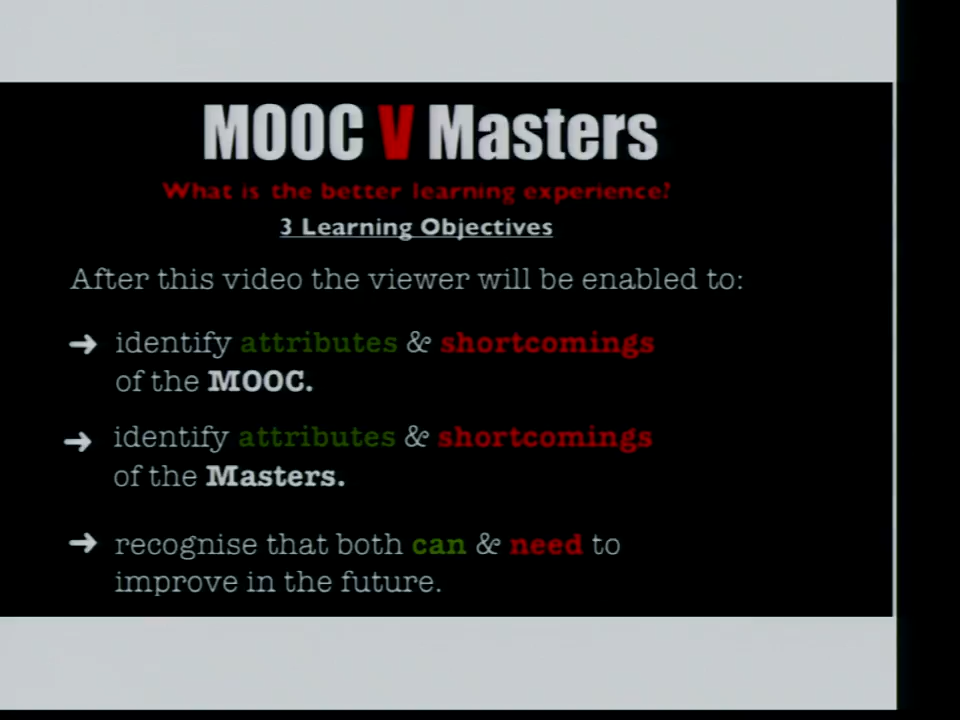 MOOC V Masters
What is the better learning experience?
3 Learning Objectives
After this video the viewer will be enabled to:
➔ identify attributes & shortcomings
of the MOOC.
➔ identify attributes & shortcomings
of the Masters.
➔ recognise that both can & need to
improve in the future.